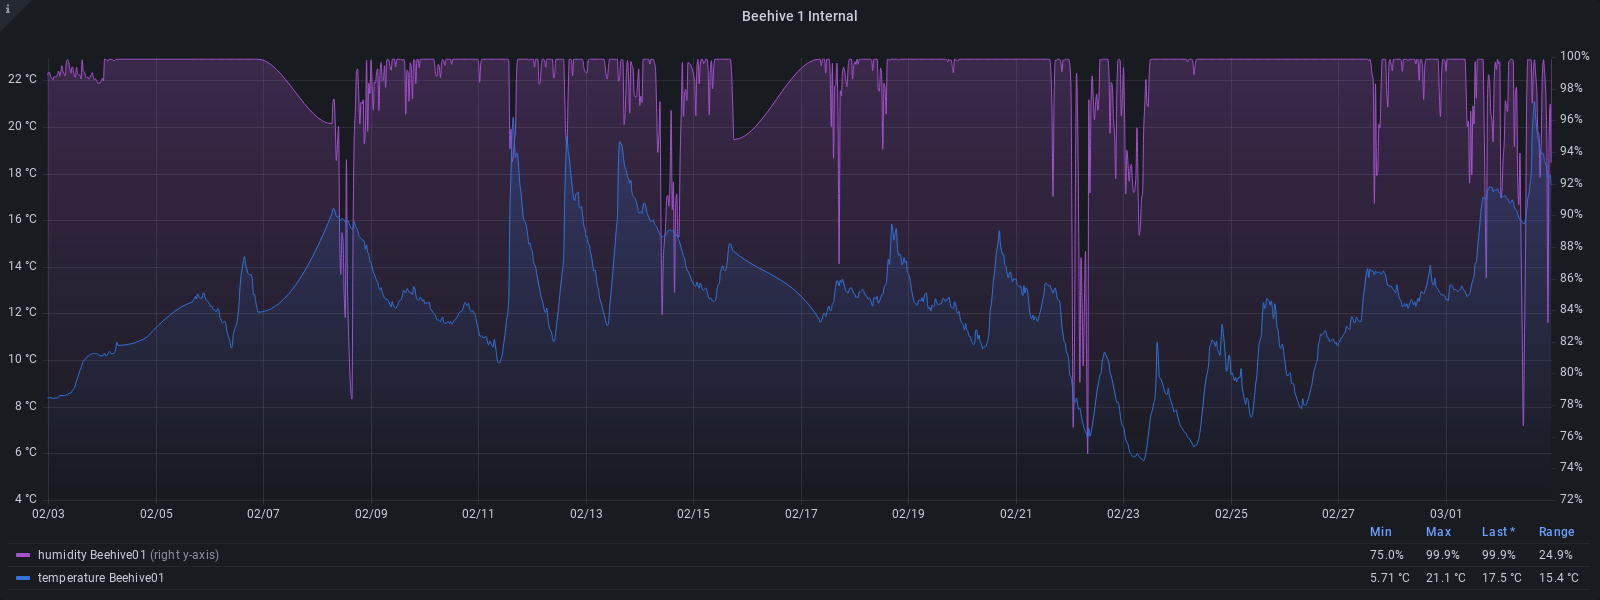 i
Beehive 1 Internal
22 °C
20 °C
18 °C
16 °C
14 °C
12 °C
10 °C
8 °C
6 °C
4 °C
100%
98%
96%
94%
92%
90%
88%
86%
84%
82%
80%
78%
76%
74%
72%
02/03 02/05 02/07 02/09 02/11 02/13 02/15 02/17 02/19 02/21 02/23 02/25 02/27 03/01
Min Max Last * Range
humidity Beehive01 (right y-axis) 75.0% 99.9% 99.9% 24.9%
temperature Beehive01 5.71 °C 21.1 °C 17.5 °C 15.4 °C